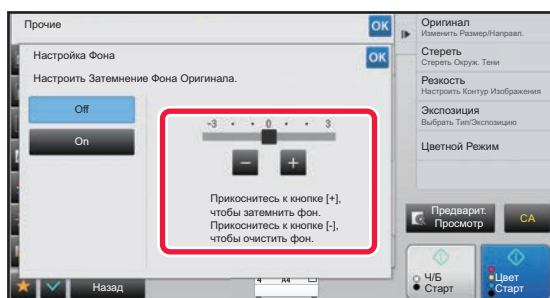 Прочие
OK
Настройка Фона
OK
Настроить Затемнение Фона Оригинала.
Off
On
-3 • • 0 • • 3
Прикоснитесь к кнопке [+],
чтобы затемнить фон.
Прикоснитесь к кнопке [-],
чтобы очистить фон.
Назад
4 A4
Оригинал
Изменить Размер/Направл.
Стереть
Стереть Окруж. Тени
Резкость
Настроить Контур Изображения
Экспозиция
Выбрать Тип/Экспозицию
Цветной Режим
Предварит.
Просмотр
CA
Ч/Б
Старт
Цвет
Старт